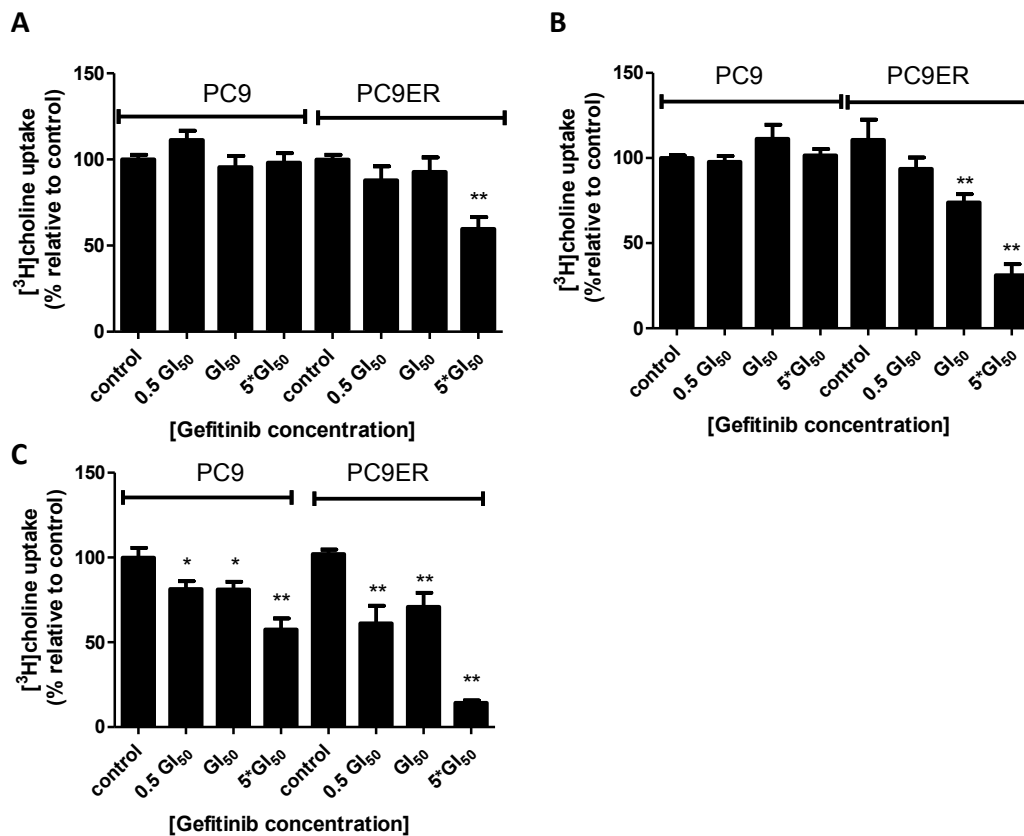 A
[³H]choline uptake
(% relative to control)
150
100
50
0
PC9
PC9ER
**
control
0.5 GI₅₀
GI₅₀
5*GI₅₀
control
0.5 GI₅₀
GI₅₀
5*GI₅₀
[Gefitinib concentration]
B
[³H]choline uptake
(%relative to control)
150
100
50
0
PC9
PC9ER
**
**
control
0.5 GI₅₀
GI₅₀
5*GI₅₀
control
0.5 GI₅₀
GI₅₀
5*GI₅₀
[Gefitinib concentration]
C
[³H]choline uptake
(% relative to control)
150
100
50
0
PC9
PC9ER
*
*
**
**
**
**
control
0.5 GI₅₀
GI₅₀
5*GI₅₀
control
0.5 GI₅₀
GI₅₀
5*GI₅₀
[Gefitinib concentration]